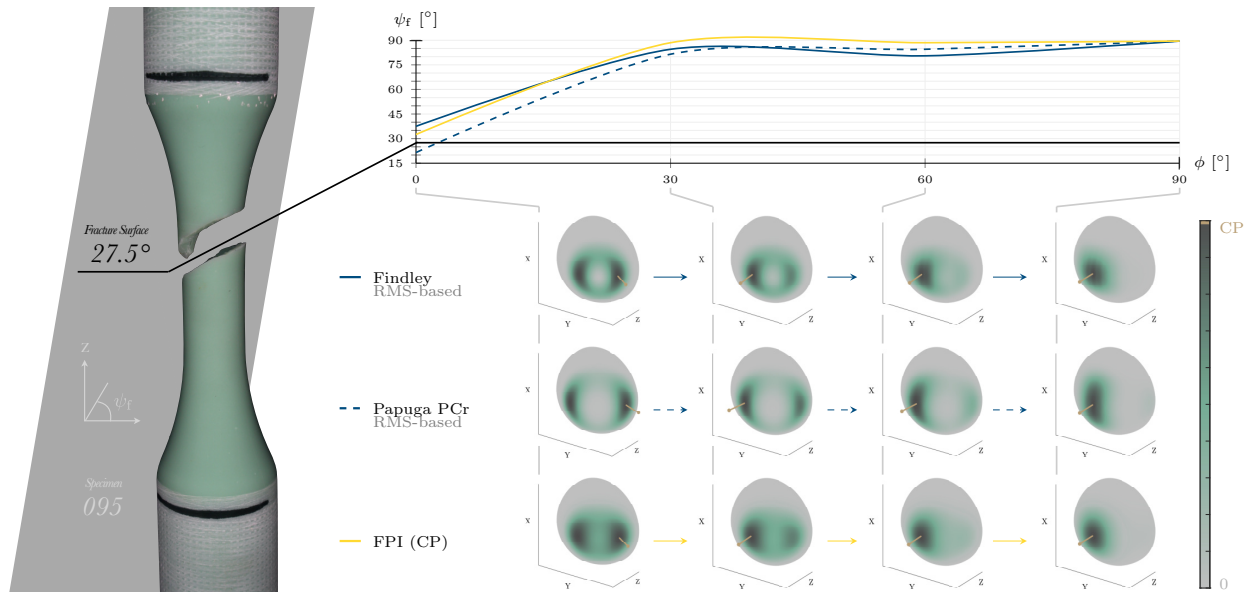 ψf [°]
90
75
60
45
30
15
0
30
60
90
ϕ [°]
Fracture Surface
27.5°
Z
ψf
Specimen
095
Findley
RMS-based
X
Y
Z
X
Y
Z
X
Y
Z
X
Y
Z
Papuga PCr
RMS-based
X
Y
Z
X
Y
Z
X
Y
Z
X
Y
Z
FPI (CP)
X
Y
Z
X
Y
Z
X
Y
Z
X
Y
Z
CP
0